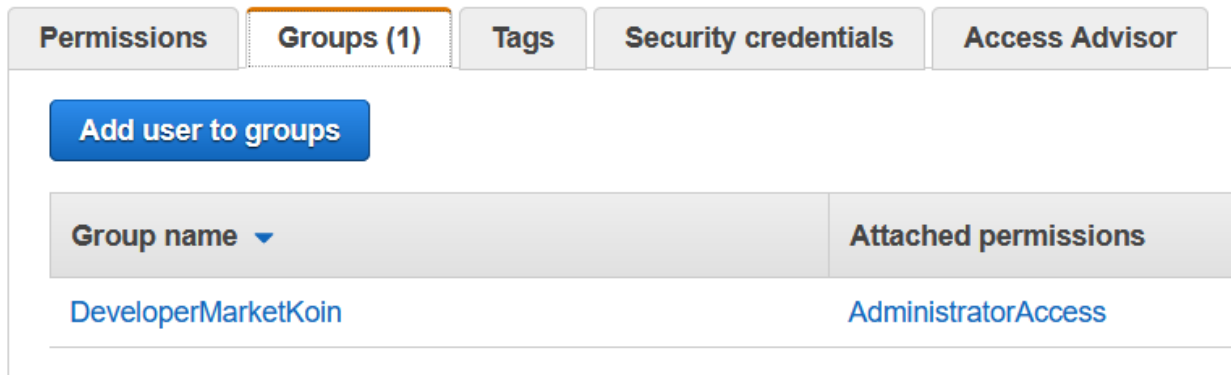 Permissions Groups (1) Tags Security credentials Access Advisor
Add user to groups
Group name Attached permissions
DeveloperMarketKoin AdministratorAccess